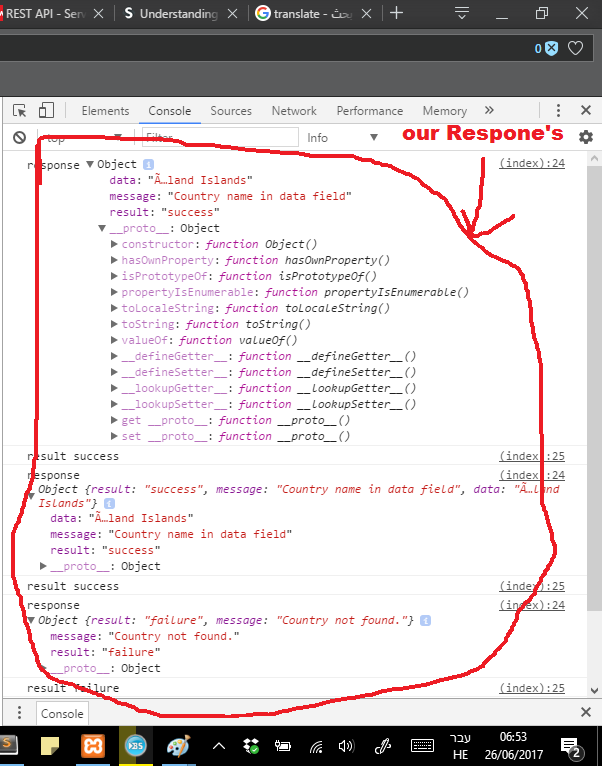 REST API - Serv
S Understanding
translate - بحث
0
Elements Console Sources Network Performance Memory »
top Filter Info
our Respone's
response Object (index):24
data: "Ã…land Islands"
message: "Country name in data field"
result: "success"
__proto__: Object
constructor: function Object()
hasOwnProperty: function hasOwnProperty()
isPrototypeOf: function isPrototypeOf()
propertyIsEnumerable: function propertyIsEnumerable()
toLocaleString: function toLocaleString()
toString: function toString()
valueOf: function valueOf()
__defineGetter__: function __defineGetter__()
__defineSetter__: function __defineSetter__()
__lookupGetter__: function __lookupGetter__()
__lookupSetter__: function __lookupSetter__()
get __proto__: function __proto__()
set __proto__: function __proto__()
result success (index):25
response (index):24
Object {result: "success", message: "Country name in data field", data: "Ã…land
Islands"}
data: "Ã…land Islands"
message: "Country name in data field"
result: "success"
__proto__: Object
result success (index):25
response (index):24
Object {result: "failure", message: "Country not found."}
message: "Country not found."
result: "failure"
__proto__: Object
result failure (index):25
Console
עבר 06:53
HE 26/06/2017
2